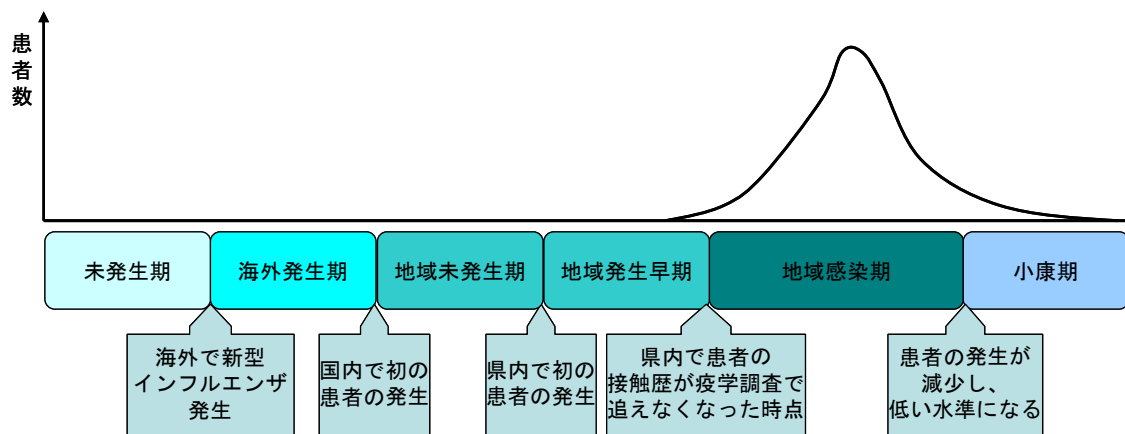 患者数
未発生期
海外発生期
地域未発生期
地域発生早期
地域感染期
小康期
海外で新型
インフルエンザ
発生
国内で初の
患者の発生
県内で初の
患者の発生
県内で患者の
接触歴が疫学調査で
追えなくなった時点
患者の発生が
減少し、
低い水準になる